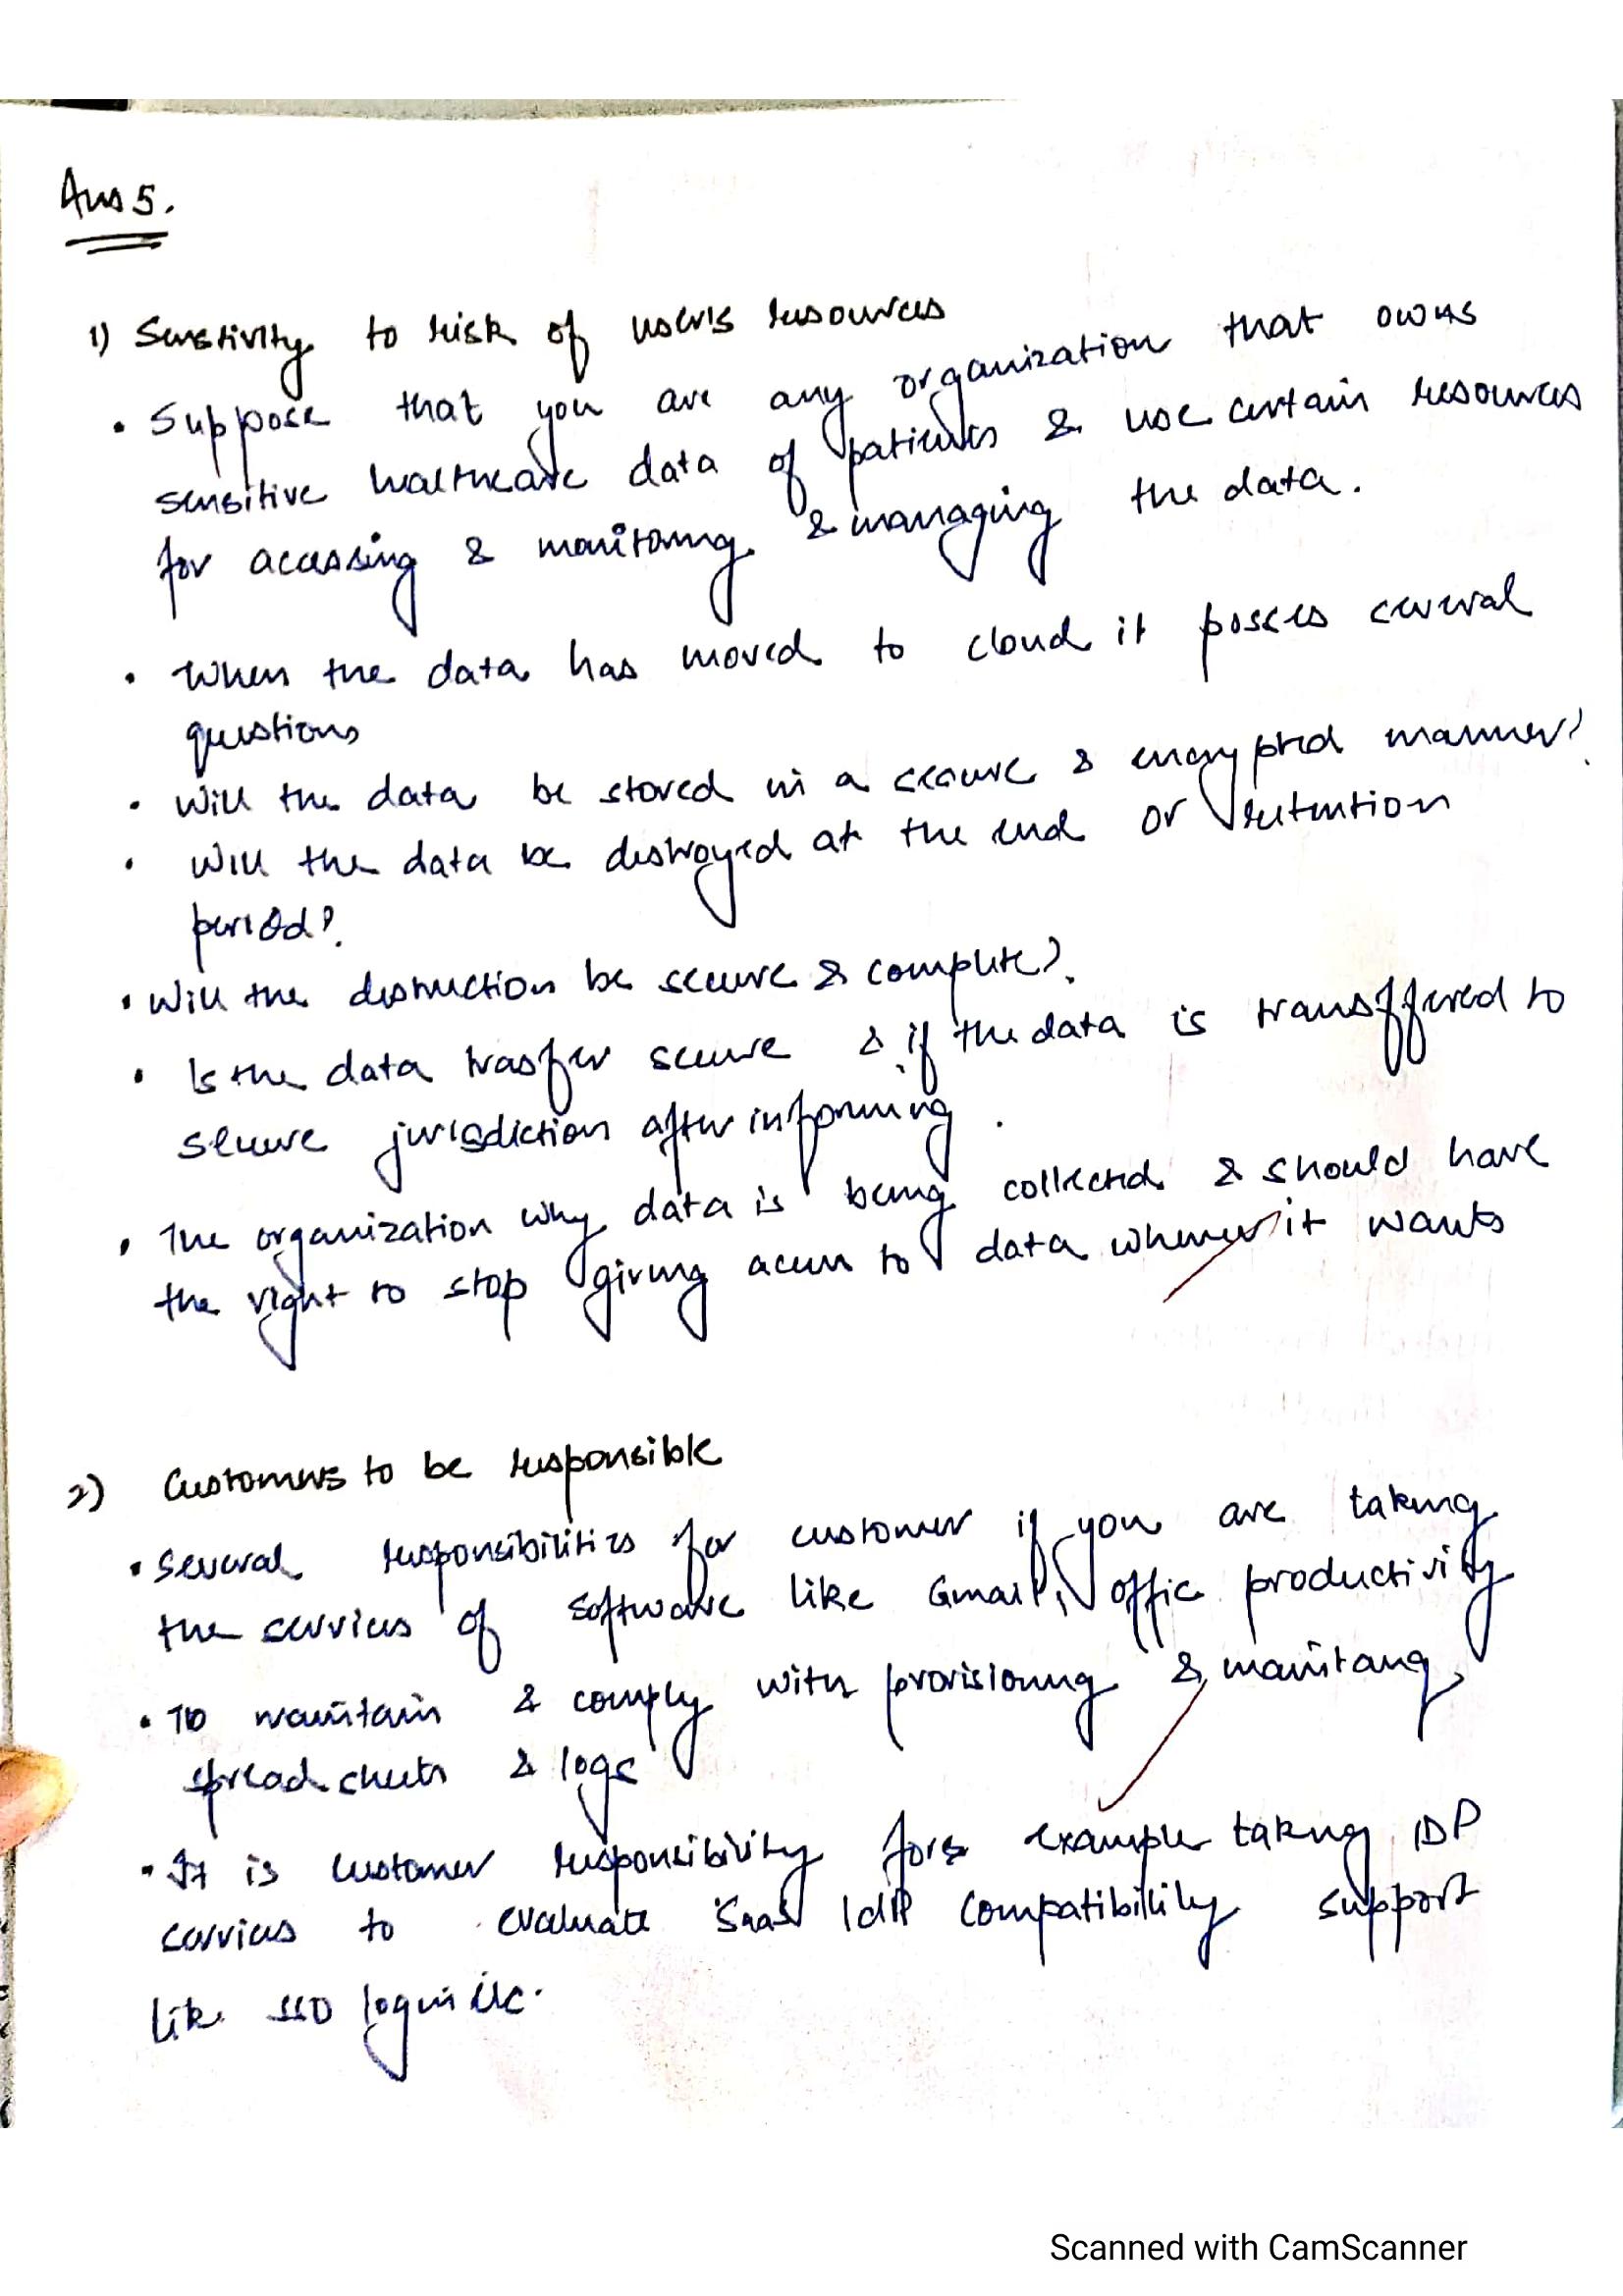 Ans 5.
1) Senstivity to risk of user's resources
• Suppose that you are any organization that owns
sensitive healthcare data of patients & use certain resources
for acessing & monitoring & managing the data.
• When the data has moved to cloud it posses several
questions
• Will the data be stored in a secure & encrypted manner?
• Will the data be destroyed at the end or retention
period?
• Will the destruction be secure & complete?
• Is the data trasfer secure & if the data is transffered to
secure jurisdiction after informing.
• The organization why data is being collected & should have
the right to stop giving acess to data whenever it wants
2) Customers to be responsible
• Several responsibilities for customer if you are taking
the services of software like Gmail, offic productivity
• To maintain & comply with provisioning &
spread sheets & logs
• It is customer responsibility for example taking IDP
services to evaluate SaaS IdP compatibility support
like SSO login etc.
Scanned with CamScanner